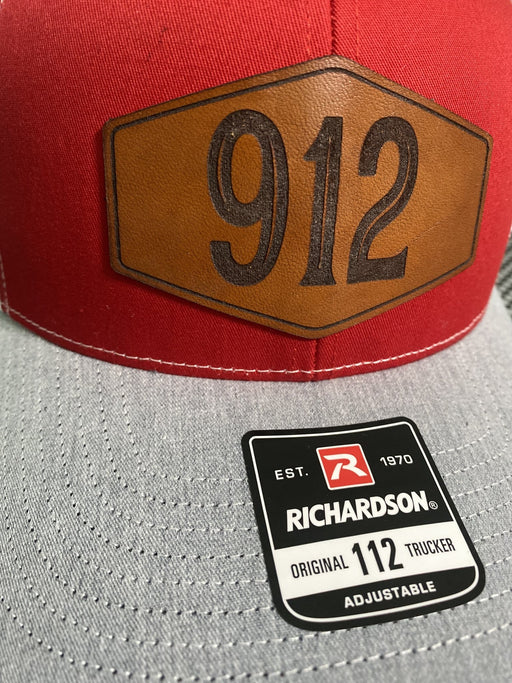 912
EST. R 1970
RICHARDSON®
ORIGINAL 112 TRUCKER
ADJUSTABLE